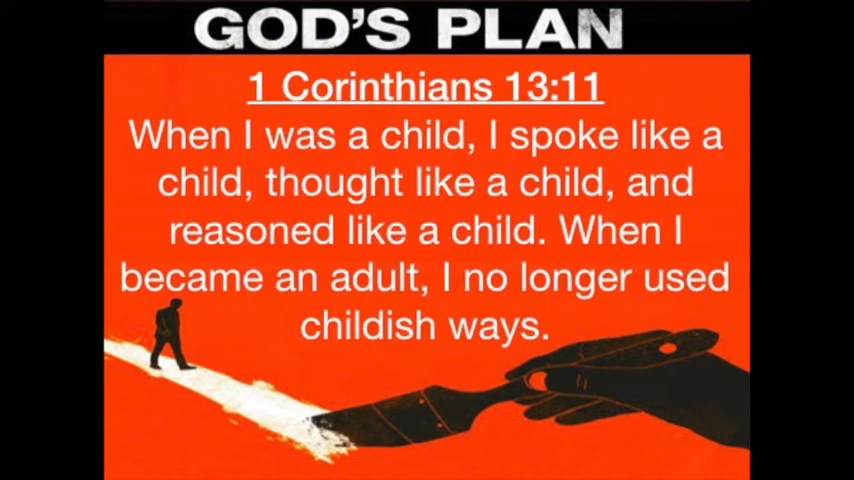 GOD'S PLAN
1 Corinthians 13:11
When I was a child, I spoke like a
child, thought like a child, and
reasoned like a child. When I
became an adult, I no longer used
childish ways.